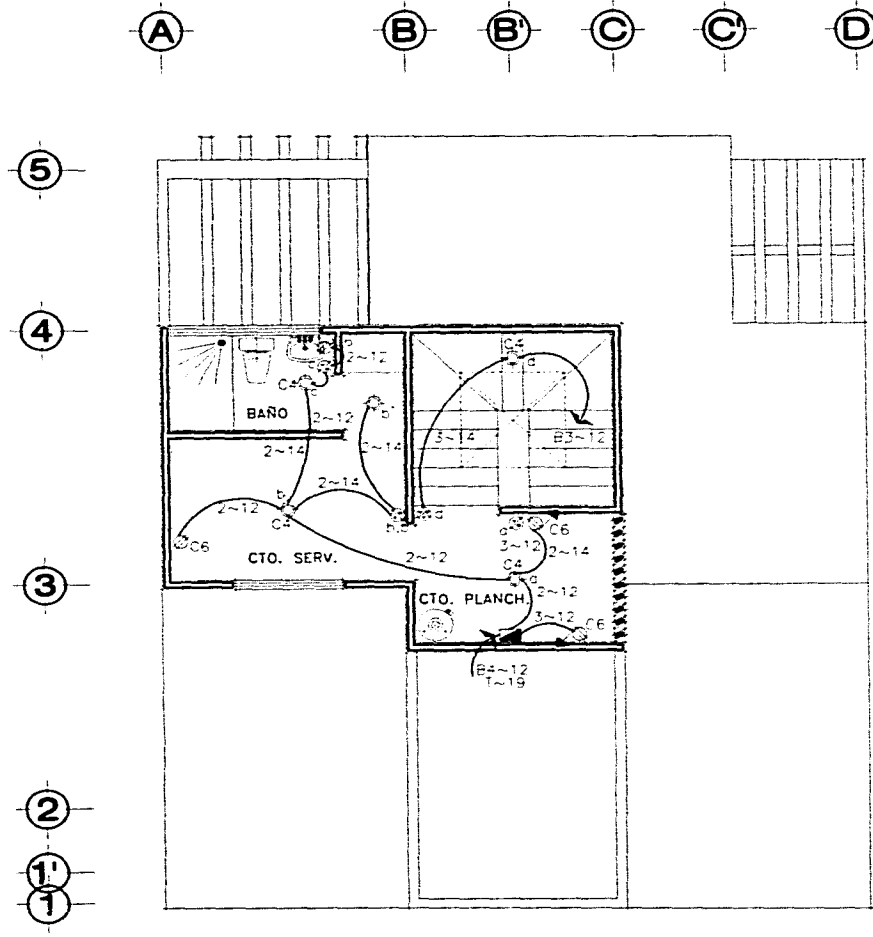 A B B' C C' D
5
4
2~12
C4
d
C4
c
BAÑO
2~12
b'
3~14
B3~12
2~14
2~14
2~14
b
2~12
C4
d
C6
a
C6
3~12
2~14
CTO. SERV.
2~12
C4
a
3
2~12
CTO. PLANCH.
3~12
C6
B4~12
T~19
2
1'
1